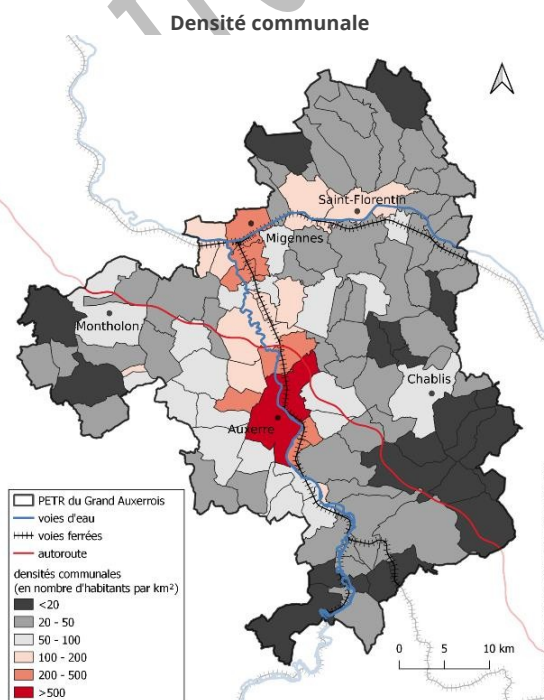 Densité communale
Saint-Florentin
Migennes
Montholon
Chablis
Auxerre
PETR du Grand Auxerrois
voies d'eau
voies ferrées
autoroute
densités communales
(en nombre d'habitants par km²)
<20
20 - 50
50 - 100
100 - 200
200 - 500
>500
0 5 10 km